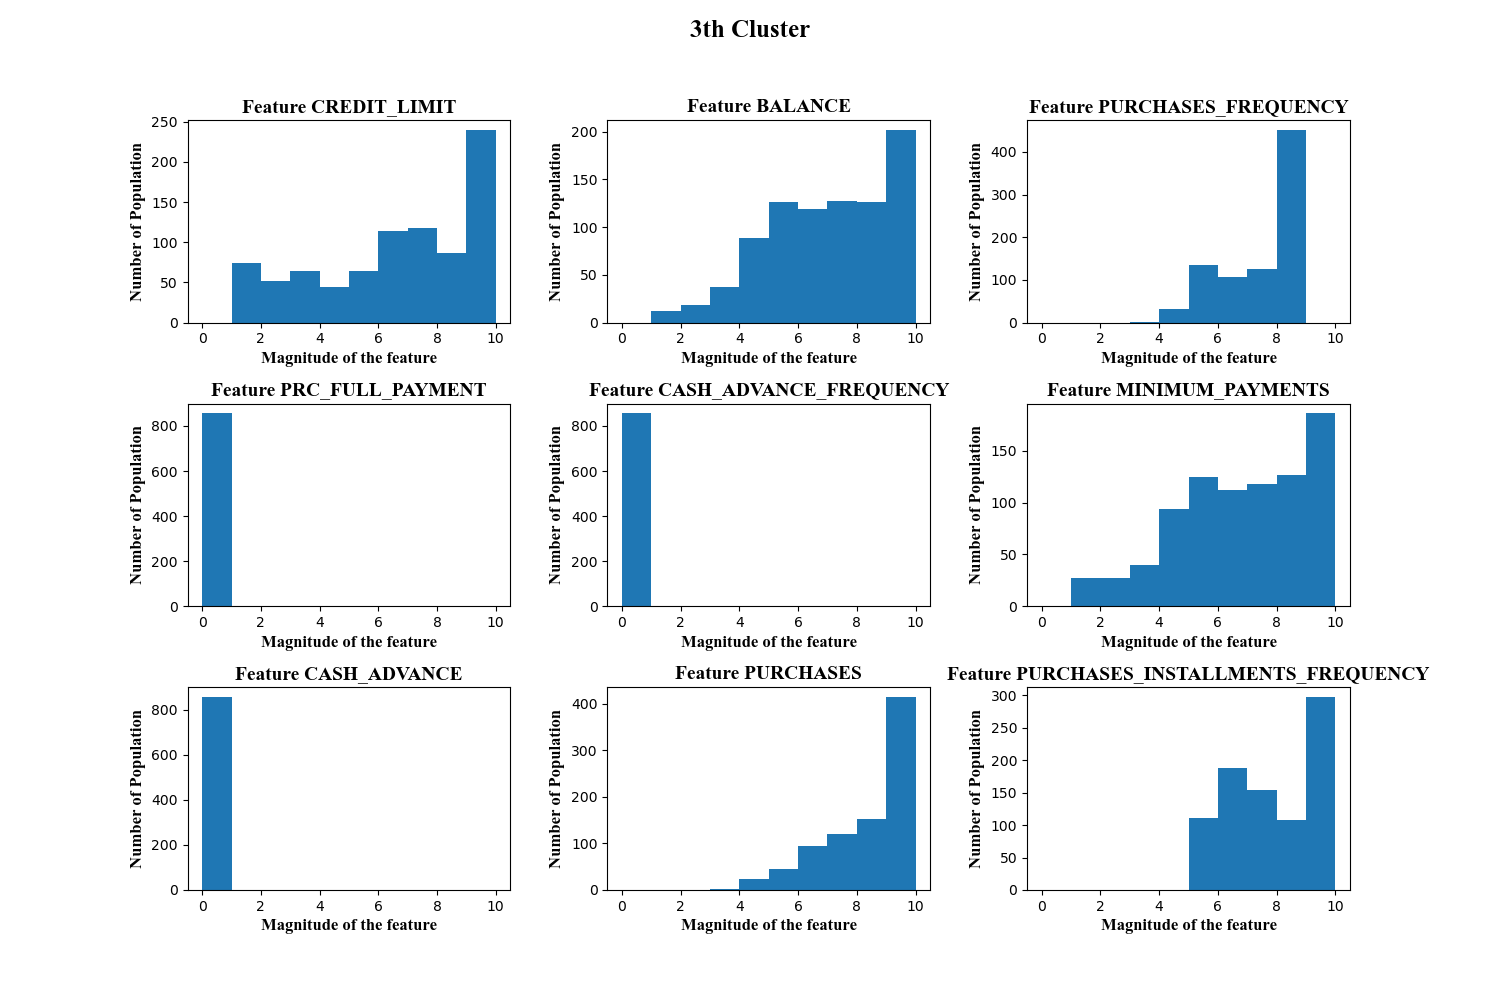 3th Cluster
Feature CREDIT_LIMIT
Number of Population
250
200
150
100
50
0
0 2 4 6 8 10
Magnitude of the feature
Feature BALANCE
Number of Population
200
150
100
50
0
0 2 4 6 8 10
Magnitude of the feature
Feature PURCHASES_FREQUENCY
Number of Population
400
300
200
100
0
0 2 4 6 8 10
Magnitude of the feature
Feature PRC_FULL_PAYMENT
Number of Population
800
600
400
200
0
0 2 4 6 8 10
Magnitude of the feature
Feature CASH_ADVANCE_FREQUENCY
Number of Population
800
600
400
200
0
0 2 4 6 8 10
Magnitude of the feature
Feature MINIMUM_PAYMENTS
Number of Population
150
100
50
0
0 2 4 6 8 10
Magnitude of the feature
Feature CASH_ADVANCE
Number of Population
800
600
400
200
0
0 2 4 6 8 10
Magnitude of the feature
Feature PURCHASES
Number of Population
400
300
200
100
0
0 2 4 6 8 10
Magnitude of the feature
Feature PURCHASES_INSTALLMENTS_FREQUENCY
Number of Population
300
250
200
150
100
50
0
0 2 4 6 8 10
Magnitude of the feature